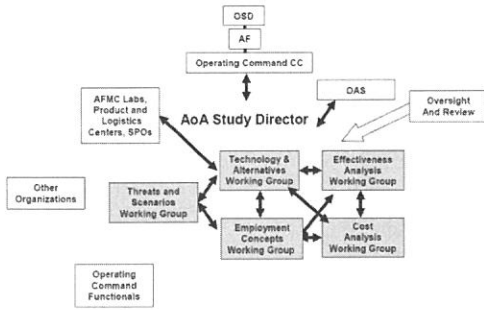 OSD
AF
Operating Command CC
OAS
AFMC Labs,
Product and
Logistics
Centers, SPOs
AoA Study Director
Oversight
And Review
Technology &
Alternatives
Working Group
Effectiveness
Analysis
Working Group
Other
Organizations
Threats and
Scenarios
Working Group
Employment
Concepts
Working Group
Cost
Analysis
Working Group
Operating
Command
Functionals